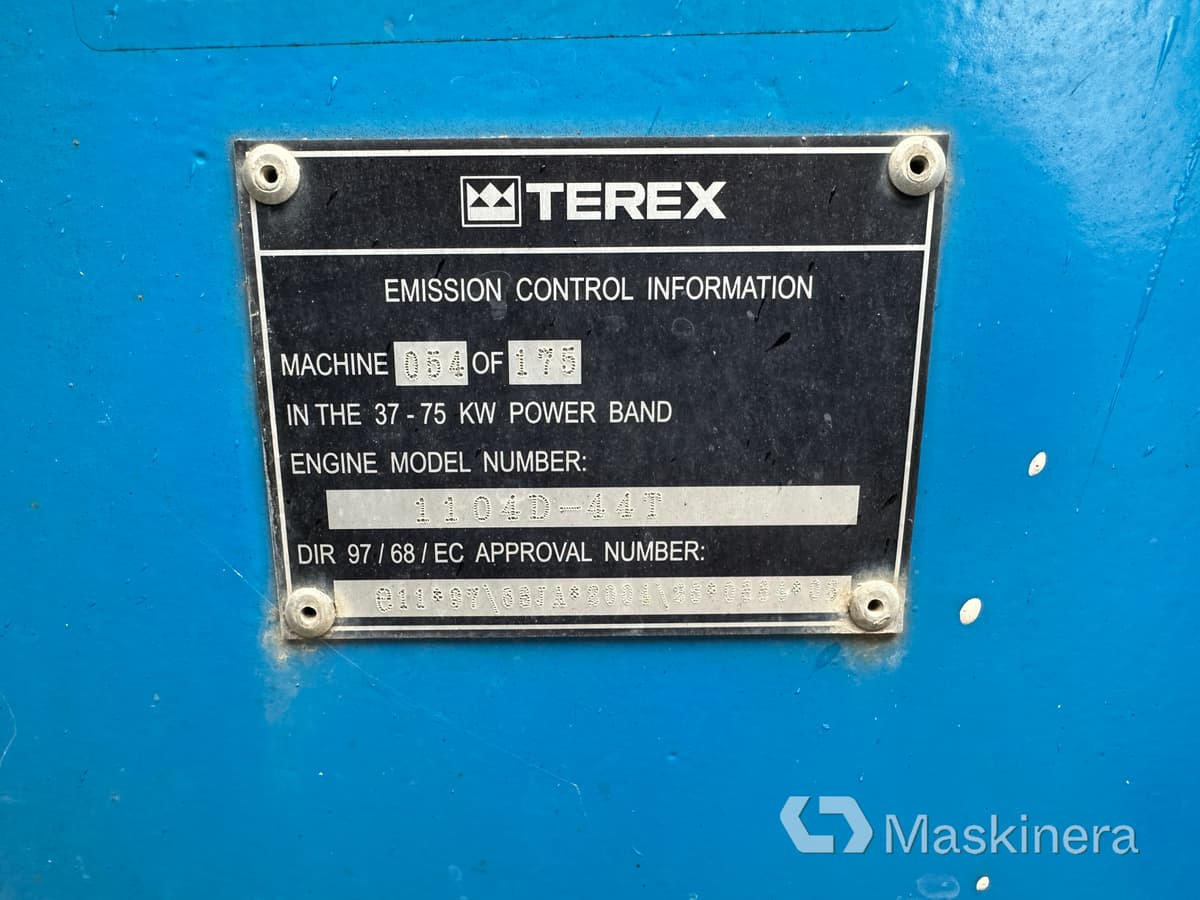 TEREX
EMISSION CONTROL INFORMATION
MACHINE 054 OF 175
IN THE 37 - 75 KW POWER BAND
ENGINE MODEL NUMBER:
1104D-44T
DIR 97 / 68 / EC APPROVAL NUMBER:
Maskinera